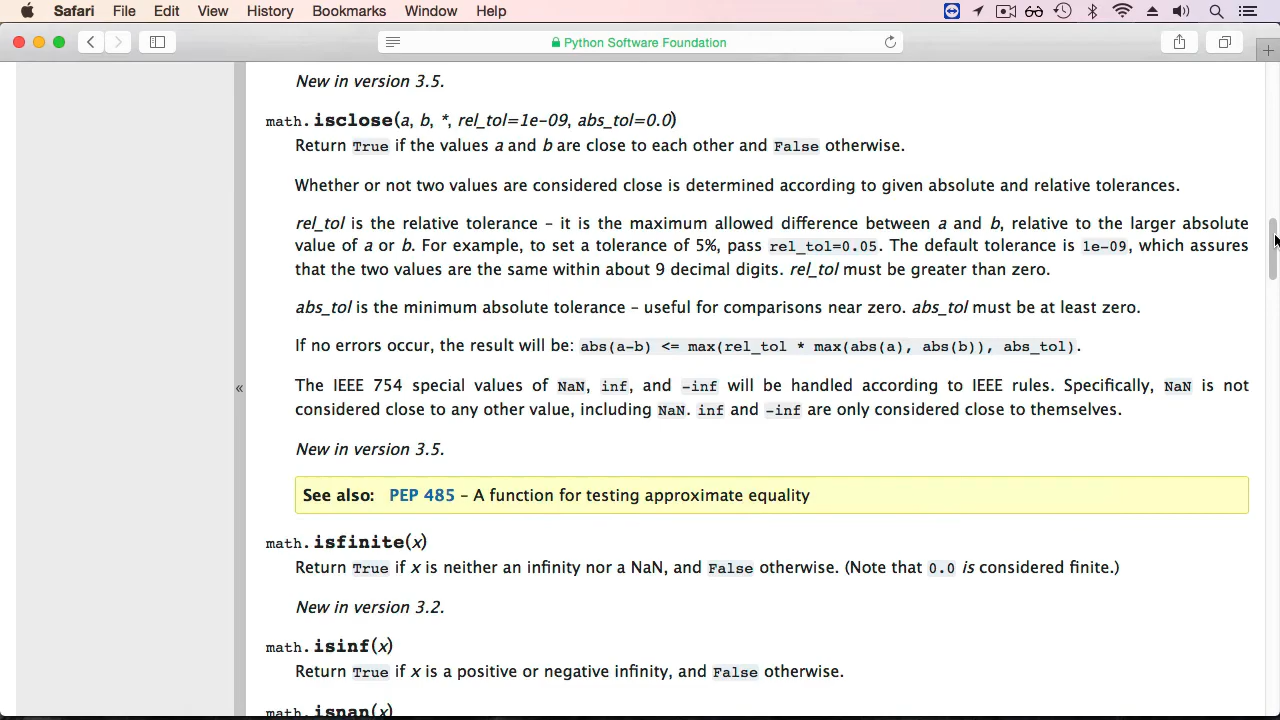 Safari File Edit View History Bookmarks Window Help
Python Software Foundation
New in version 3.5.
math.isclose(a, b, *, rel_tol=1e-09, abs_tol=0.0)
Return True if the values a and b are close to each other and False otherwise.
Whether or not two values are considered close is determined according to given absolute and relative tolerances.
rel_tol is the relative tolerance – it is the maximum allowed difference between a and b, relative to the larger absolute
value of a or b. For example, to set a tolerance of 5%, pass rel_tol=0.05. The default tolerance is 1e-09, which assures
that the two values are the same within about 9 decimal digits. rel_tol must be greater than zero.
abs_tol is the minimum absolute tolerance – useful for comparisons near zero. abs_tol must be at least zero.
If no errors occur, the result will be: abs(a-b) <= max(rel_tol * max(abs(a), abs(b)), abs_tol).
The IEEE 754 special values of NaN, inf, and -inf will be handled according to IEEE rules. Specifically, NaN is not
considered close to any other value, including NaN. inf and -inf are only considered close to themselves.
«
New in version 3.5.
See also: PEP 485 – A function for testing approximate equality
math.isfinite(x)
Return True if x is neither an infinity nor a NaN, and False otherwise. (Note that 0.0 is considered finite.)
New in version 3.2.
math.isinf(x)
Return True if x is a positive or negative infinity, and False otherwise.
math.isnan(x)